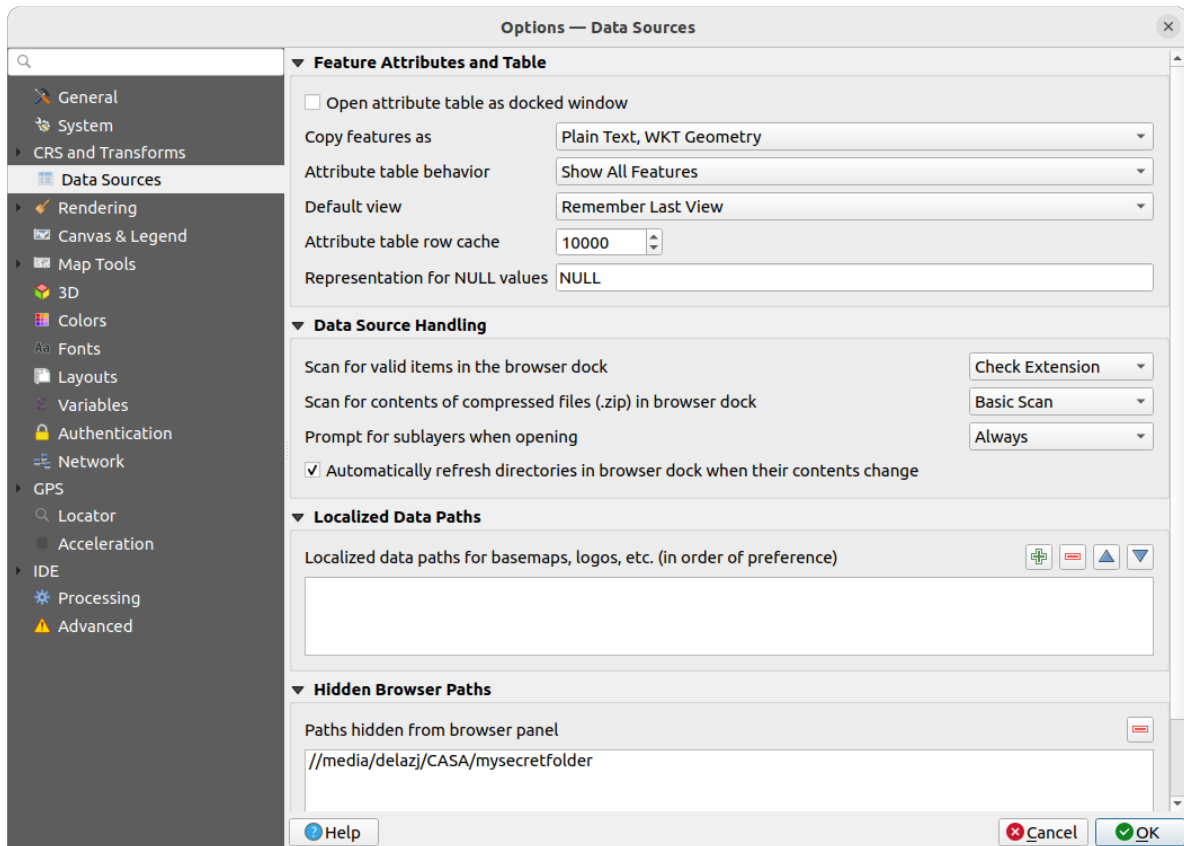 Options — Data Sources
General
System
CRS and Transforms
Data Sources
Rendering
Canvas & Legend
Map Tools
3D
Colors
Aa Fonts
Layouts
Variables
Authentication
Network
GPS
Locator
Acceleration
IDE
Processing
Advanced
Feature Attributes and Table
Open attribute table as docked window
Copy features as Plain Text, WKT Geometry
Attribute table behavior Show All Features
Default view Remember Last View
Attribute table row cache 10000
Representation for NULL values NULL
Data Source Handling
Scan for valid items in the browser dock Check Extension
Scan for contents of compressed files (.zip) in browser dock Basic Scan
Prompt for sublayers when opening Always
Automatically refresh directories in browser dock when their contents change
Localized Data Paths
Localized data paths for basemaps, logos, etc. (in order of preference)
Hidden Browser Paths
Paths hidden from browser panel
//media/delazj/CASA/mysecretfolder
Help Cancel OK